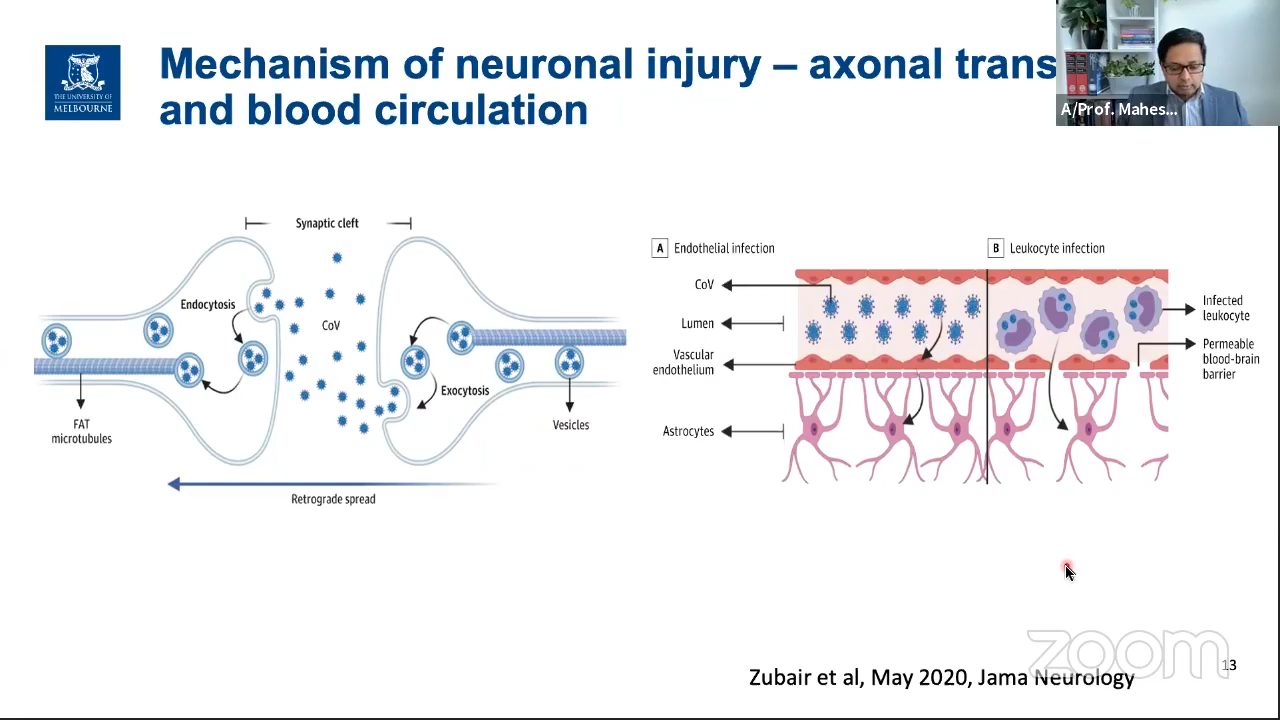 THE UNIVERSITY OF
MELBOURNE
Mechanism of neuronal injury – axonal trans
and blood circulation
A/Prof. Mahes...
Synaptic cleft
Endocytosis
CoV
Exocytosis
FAT
microtubules
Vesicles
Retrograde spread
A Endothelial infection
B Leukocyte infection
CoV
Lumen
Vascular
endothelium
Astrocytes
Infected
leukocyte
Permeable
blood-brain
barrier
zoom
13
Zubair et al, May 2020, Jama Neurology